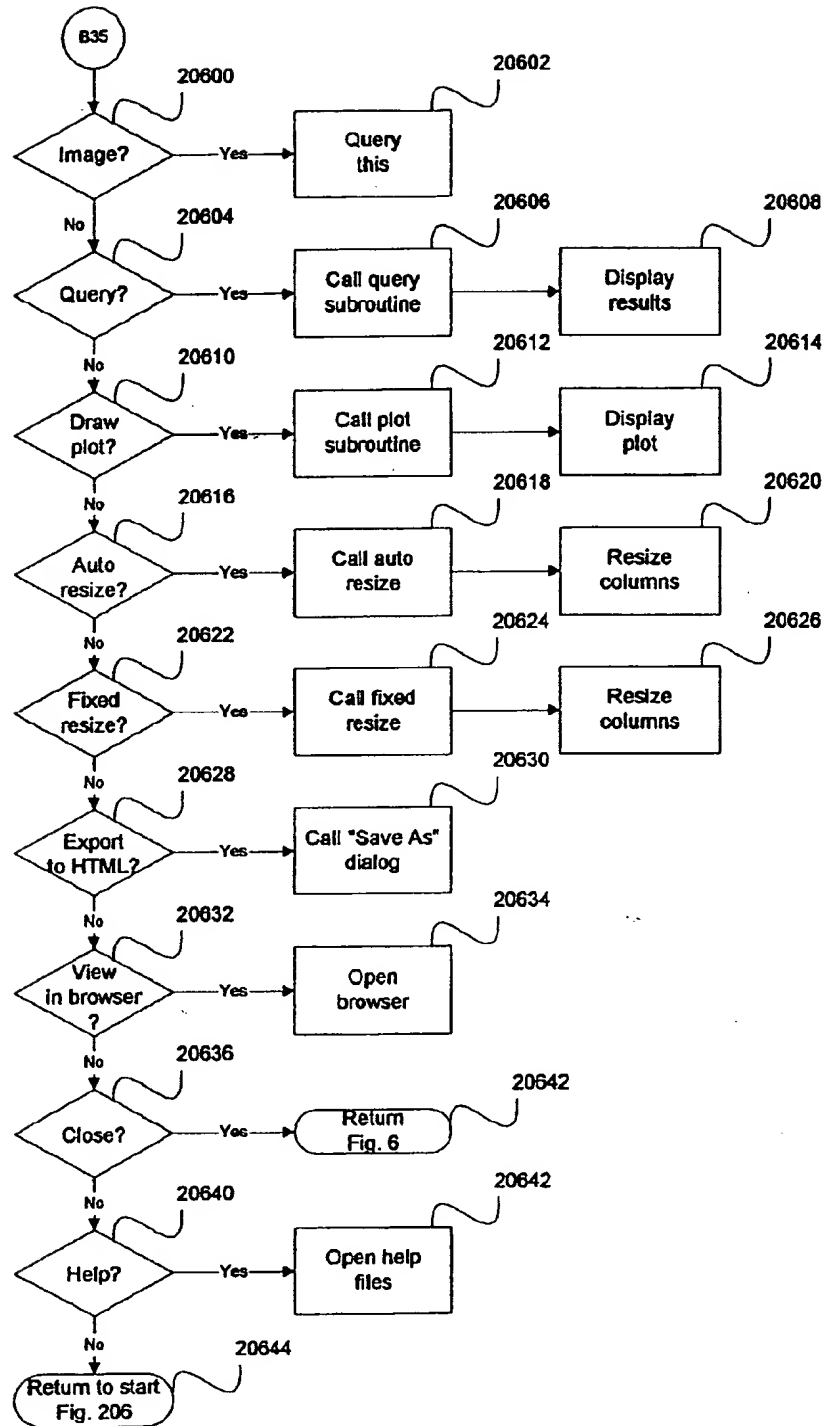 B35
20600
20602
Image?
Yes
Query
this
No
20604
20606
20608
Query?
Yes
Call query
subroutine
Display
results
No
20610
20612
20614
Draw
plot?
Yes
Call plot
subroutine
Display
plot
No
20616
20618
20620
Auto
resize?
Yes
Call auto
resize
Resize
columns
No
20622
20624
20626
Fixed
resize?
Yes
Call fixed
resize
Resize
columns
No
20628
20630
Export
to HTML?
Yes
Call "Save As"
dialog
No
20632
20634
View
in browser
?
Yes
Open
browser
No
20636
20642
Close?
Yes
Return
Fig. 6
No
20640
20642
Help?
Yes
Open help
files
No
20644
Return to start
Fig. 206